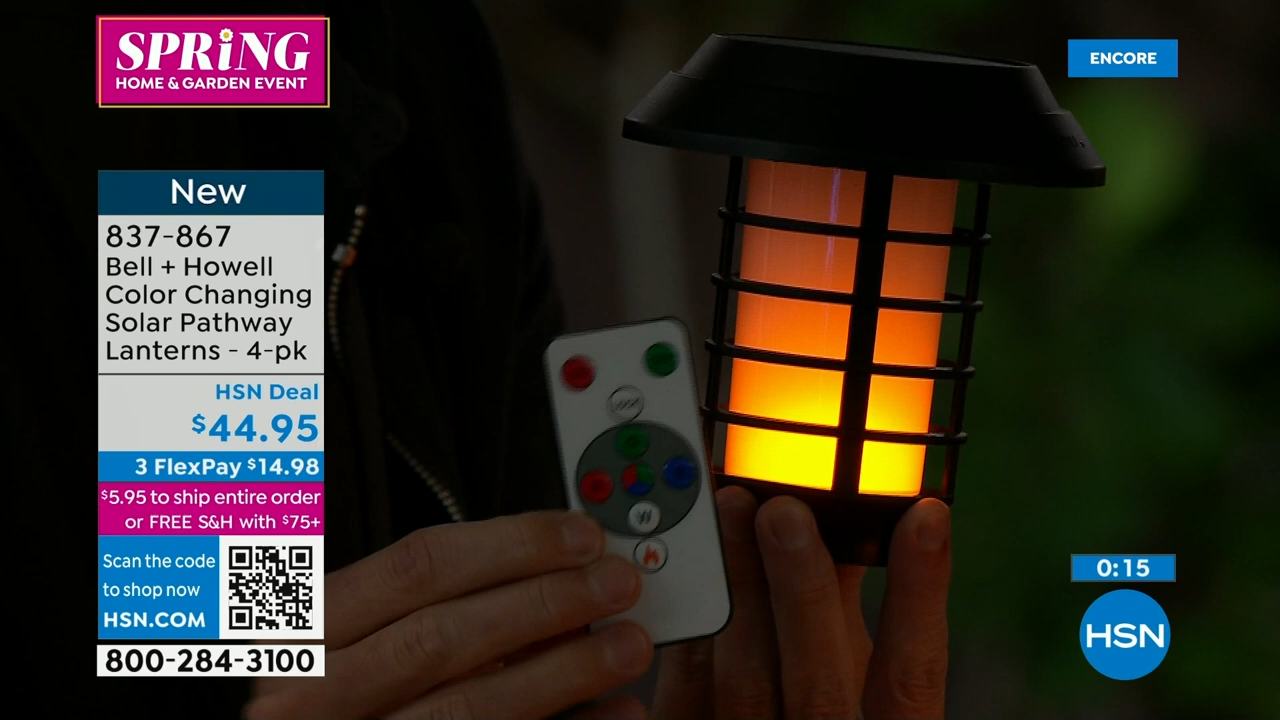 SPRING
HOME & GARDEN EVENT
ENCORE
New
837-867
Bell + Howell
Color Changing
Solar Pathway
Lanterns - 4-pk
HSN Deal
$44.95
3 FlexPay $14.98
$5.95 to ship entire order
or FREE S&H with $75+
Scan the code
to shop now
HSN.COM
800-284-3100
W
0:15
HSN